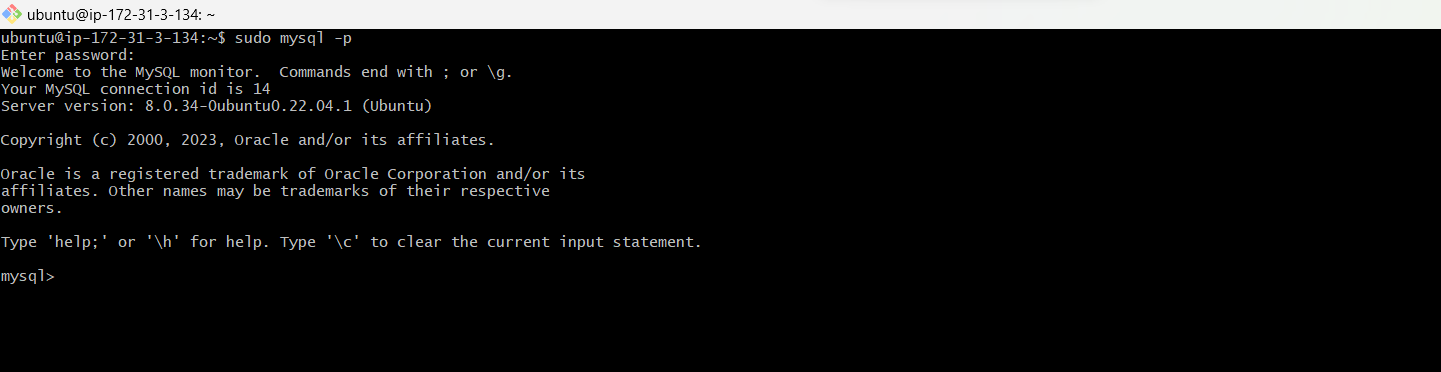 ubuntu@ip-172-31-3-134: ~
ubuntu@ip-172-31-3-134:~$ sudo mysql -p
Enter password:
Welcome to the MySQL monitor.  Commands end with ; or \g.
Your MySQL connection id is 14
Server version: 8.0.34-0ubuntu0.22.04.1 (Ubuntu)
Copyright (c) 2000, 2023, Oracle and/or its affiliates.
Oracle is a registered trademark of Oracle Corporation and/or its
affiliates. Other names may be trademarks of their respective
owners.
Type 'help;' or '\h' for help. Type '\c' to clear the current input statement.
mysql>